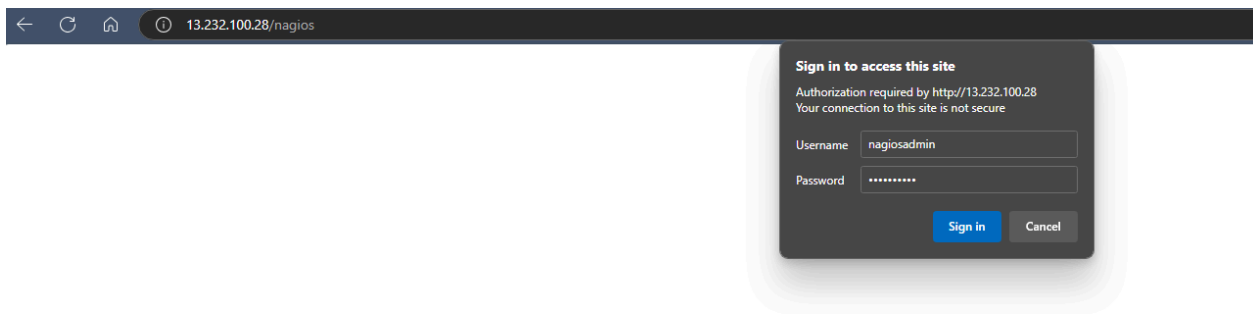 13.232.100.28/nagios
Sign in to access this site
Authorization required by http://13.232.100.28
Your connection to this site is not secure
Username nagiosadmin
Password ••••••••••
Sign in Cancel